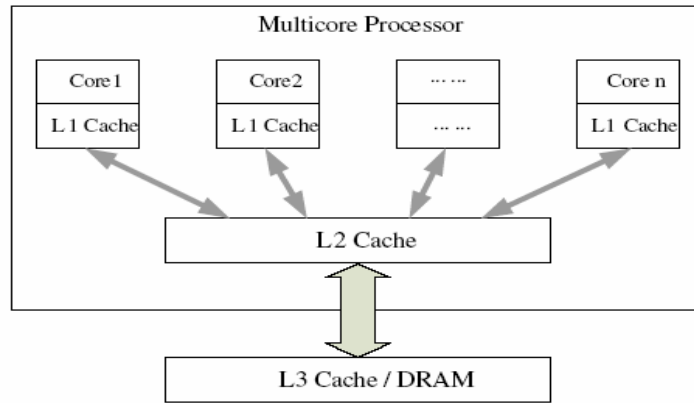 Multicore Processor
Core1
Core2
... ...
Core n
L1 Cache
L1 Cache
... ...
L1 Cache
L2 Cache
L3 Cache / DRAM